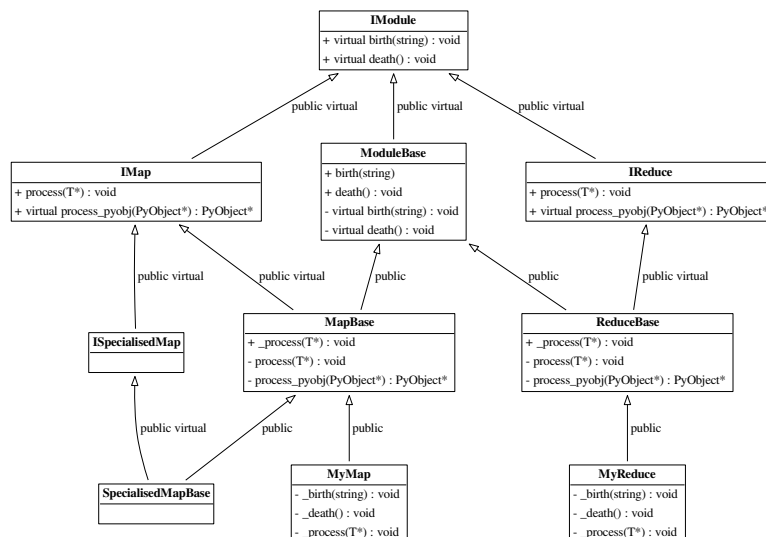 IModule
+ virtual birth(string) : void
+ virtual death() : void
public virtual
public virtual
public virtual
IMap
+ process(T*) : void
+ virtual process_pyobj(PyObject*) : PyObject*
ModuleBase
+ birth(string)
+ death() : void
- virtual birth(string) : void
- virtual death() : void
IReduce
+ process(T*) : void
+ virtual process_pyobj(PyObject*) : PyObject*
public virtual
public virtual
public
public
public virtual
ISpecialisedMap
MapBase
+ _process(T*) : void
- process(T*) : void
- process_pyobj(PyObject*) : PyObject*
ReduceBase
+ _process(T*) : void
- process(T*) : void
- process_pyobj(PyObject*) : PyObject*
public virtual
public
public
public
SpecialisedMapBase
MyMap
- _birth(string) : void
- _death() : void
- _process(T*) : void
MyReduce
- _birth(string) : void
- _death() : void
- _process(T*) : void